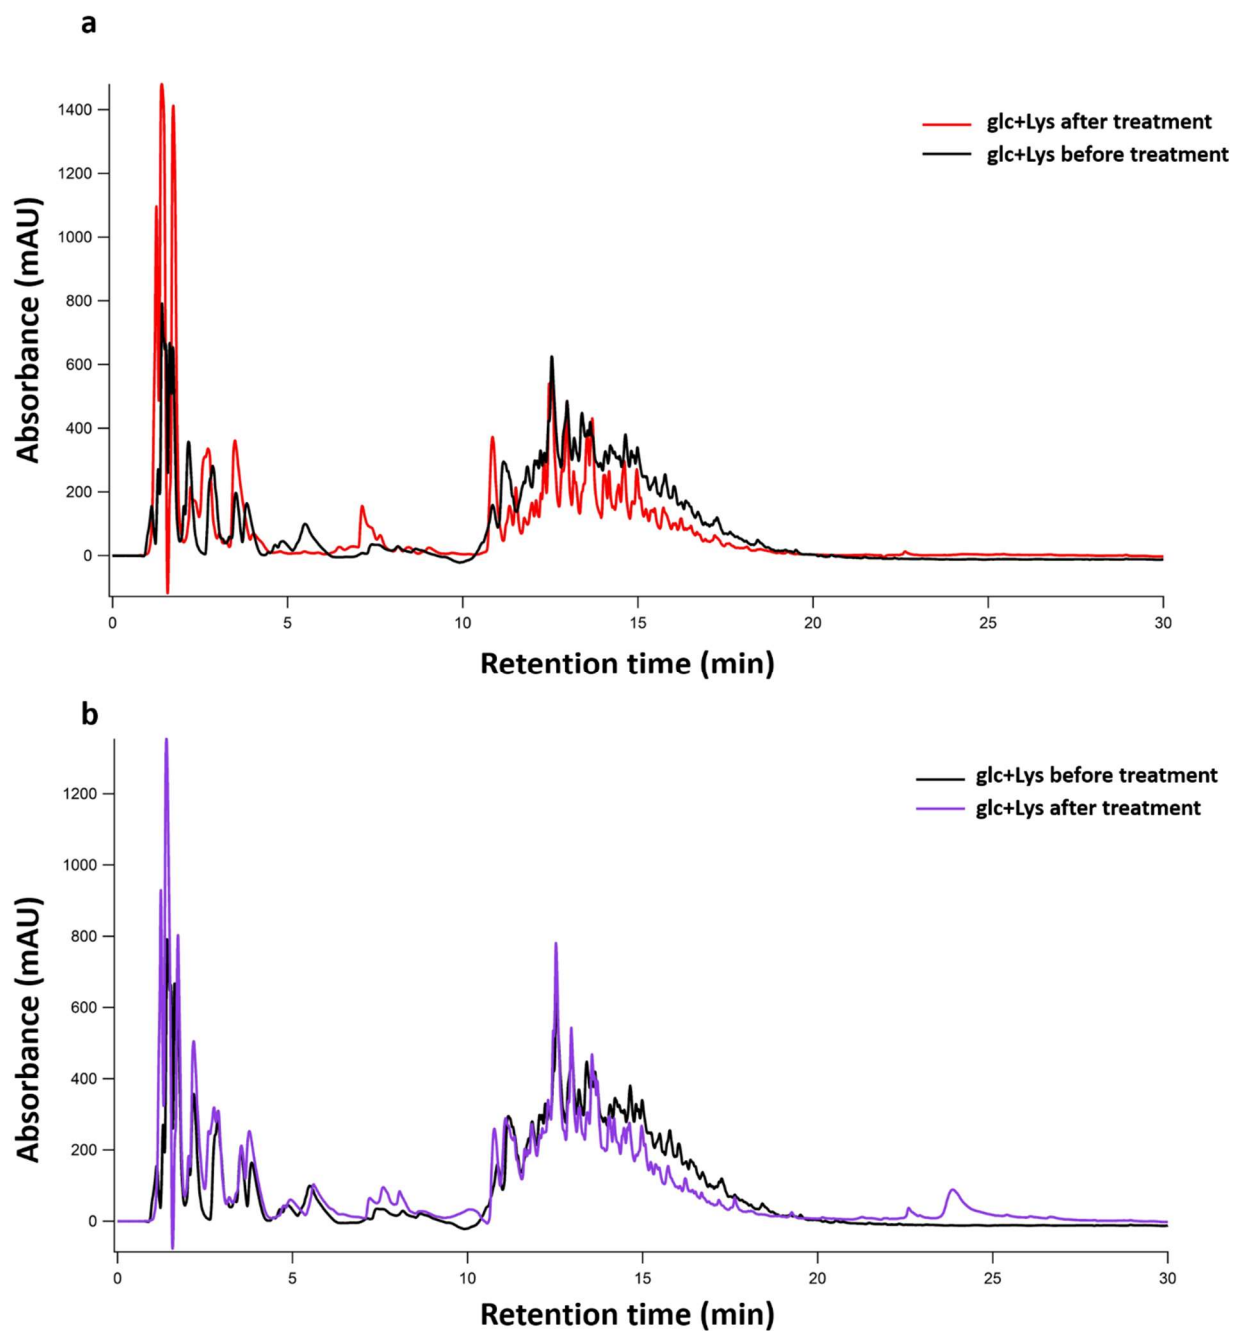 a
1400
1200
1000
800
600
400
200
0
Absorbance (mAU)
glc+Lys after treatment
glc+Lys before treatment
0 5 10 15 20 25 30
Retention time (min)
b
1200
1000
800
600
400
200
0
Absorbance (mAU)
glc+Lys before treatment
glc+Lys after treatment
0 5 10 15 20 25 30
Retention time (min)